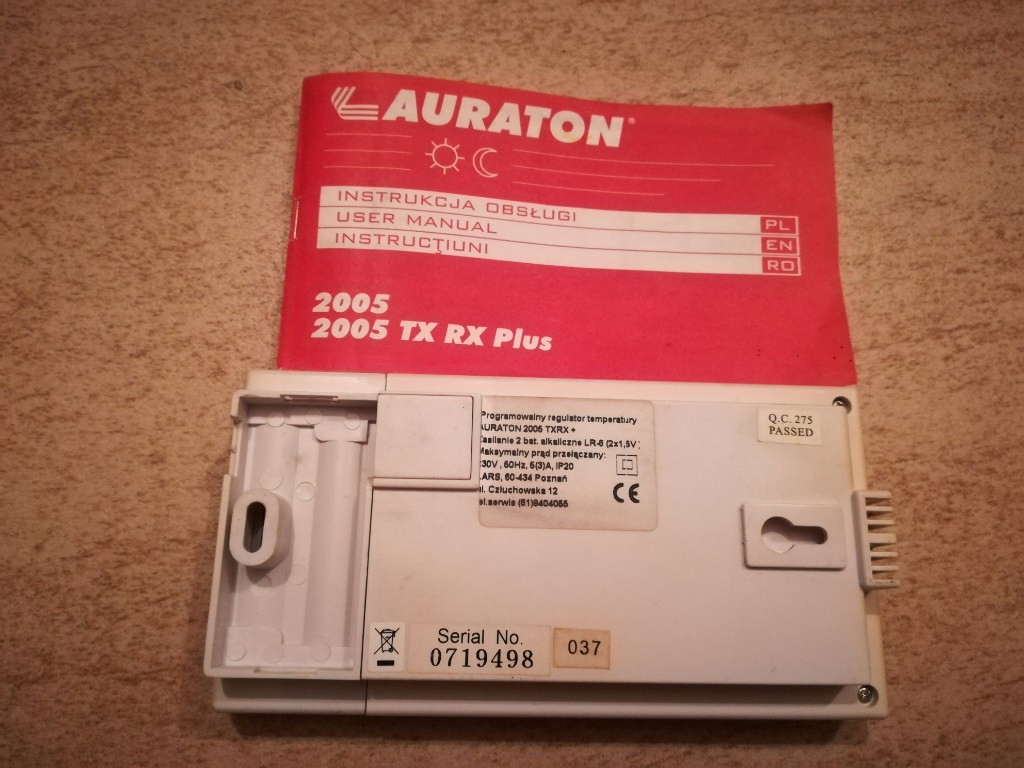 AURATON®
INSTRUKCJA OBSŁUGI PL
USER MANUAL EN
INSTRUCŢIUNI RO
2005
2005 TX RX Plus
Programowalny regulator temperatury
AURATON 2005 TXRX +
Zasilanie 2 bat. alkaliczne LR-6 (2x1,5V)
Maksymalny prąd przełączany:
230V, 50Hz, 5(3)A, IP20
LARS, 60-434 Poznań
ul. Człuchowska 12
tel.serwis (61)8404055
CE
Q.C. 275
PASSED
Serial No.
0719498
037